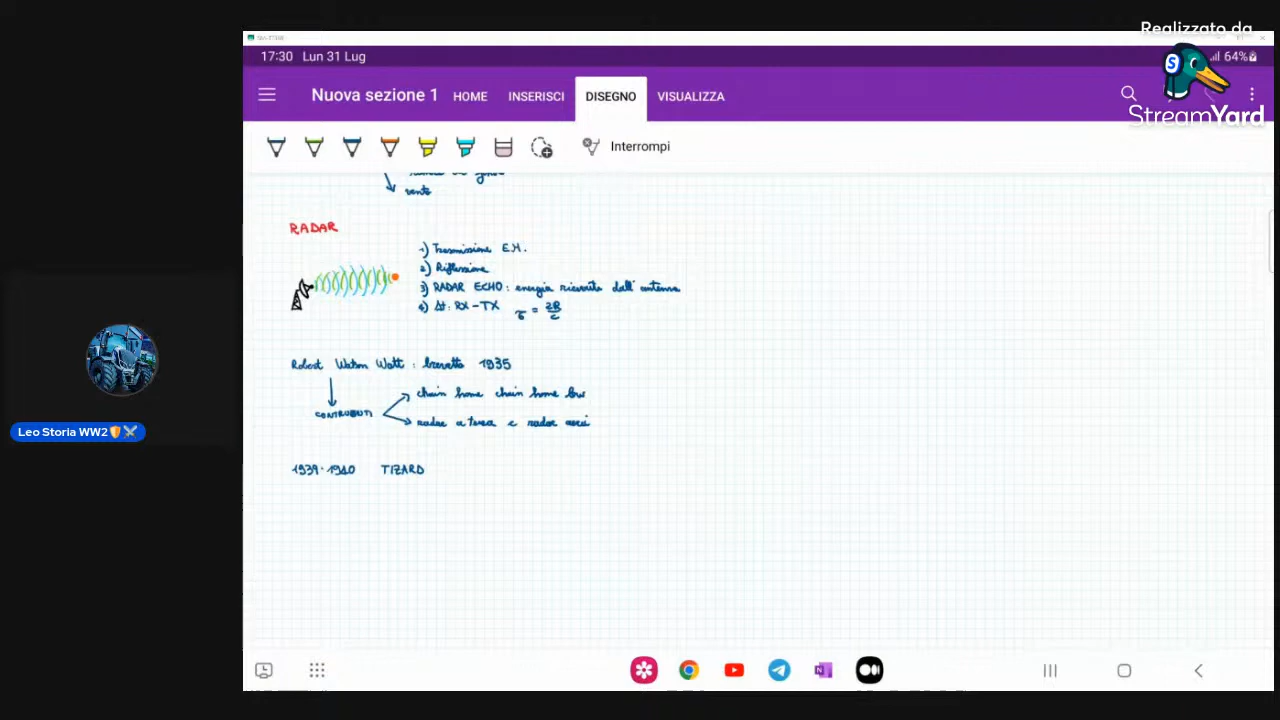 Realizzato da
StreamYard
17:30 Lun 31 Lug
64%
Nuova sezione 1 HOME INSERISCI DISEGNO VISUALIZZA
Interrompi
vento
RADAR
1) Trasmissione E.M.
2) Riflessione
3) RADAR ECHO: energia ricevuta dall'antenna
4) Δt: RX-TX τ = 2R/c
Robert Watson Watt: brevetto 1935
CONTRIBUTI
chain home chain home low
radar a terra e radar aerei
1939-1940 TIZARD
Leo Storia WW2🛡️⚔️